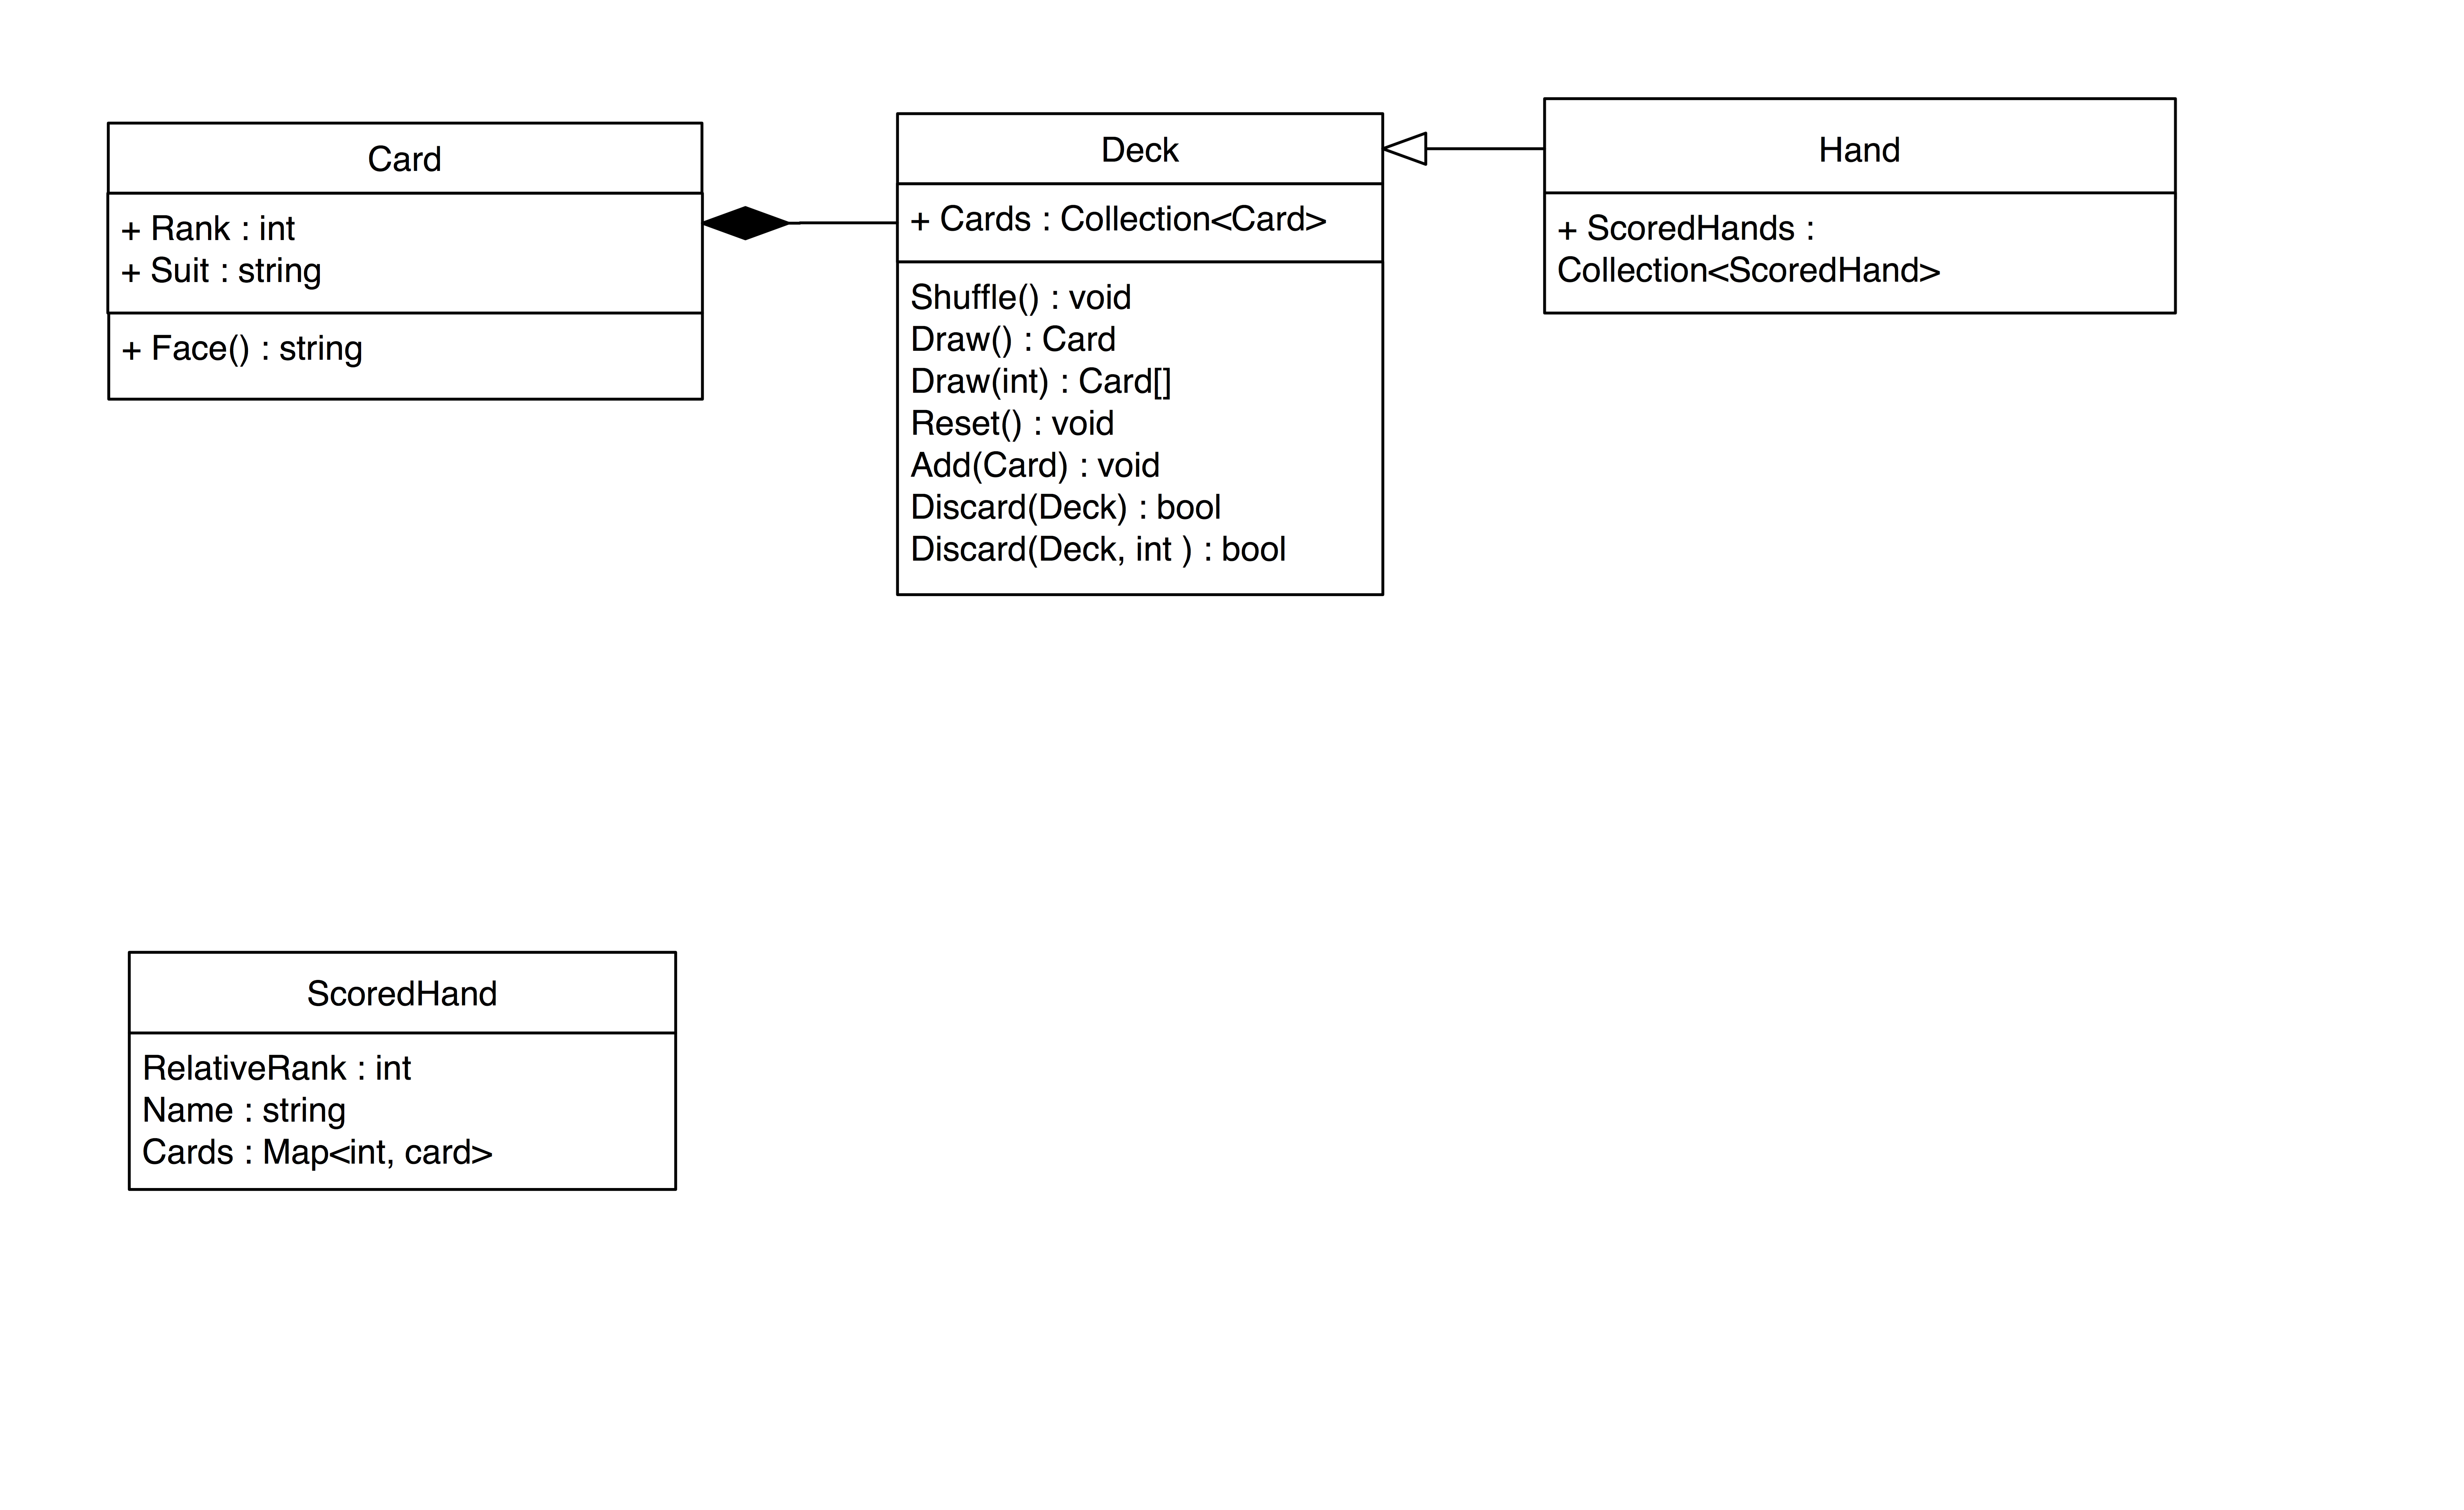 Card
+ Rank : int
+ Suit : string
+ Face() : string
Deck
+ Cards : Collection<Card>
Shuffle() : void
Draw() : Card
Draw(int) : Card[]
Reset() : void
Add(Card) : void
Discard(Deck) : bool
Discard(Deck, int ) : bool
Hand
+ ScoredHands :
Collection<ScoredHand>
ScoredHand
RelativeRank : int
Name : string
Cards : Map<int, card>